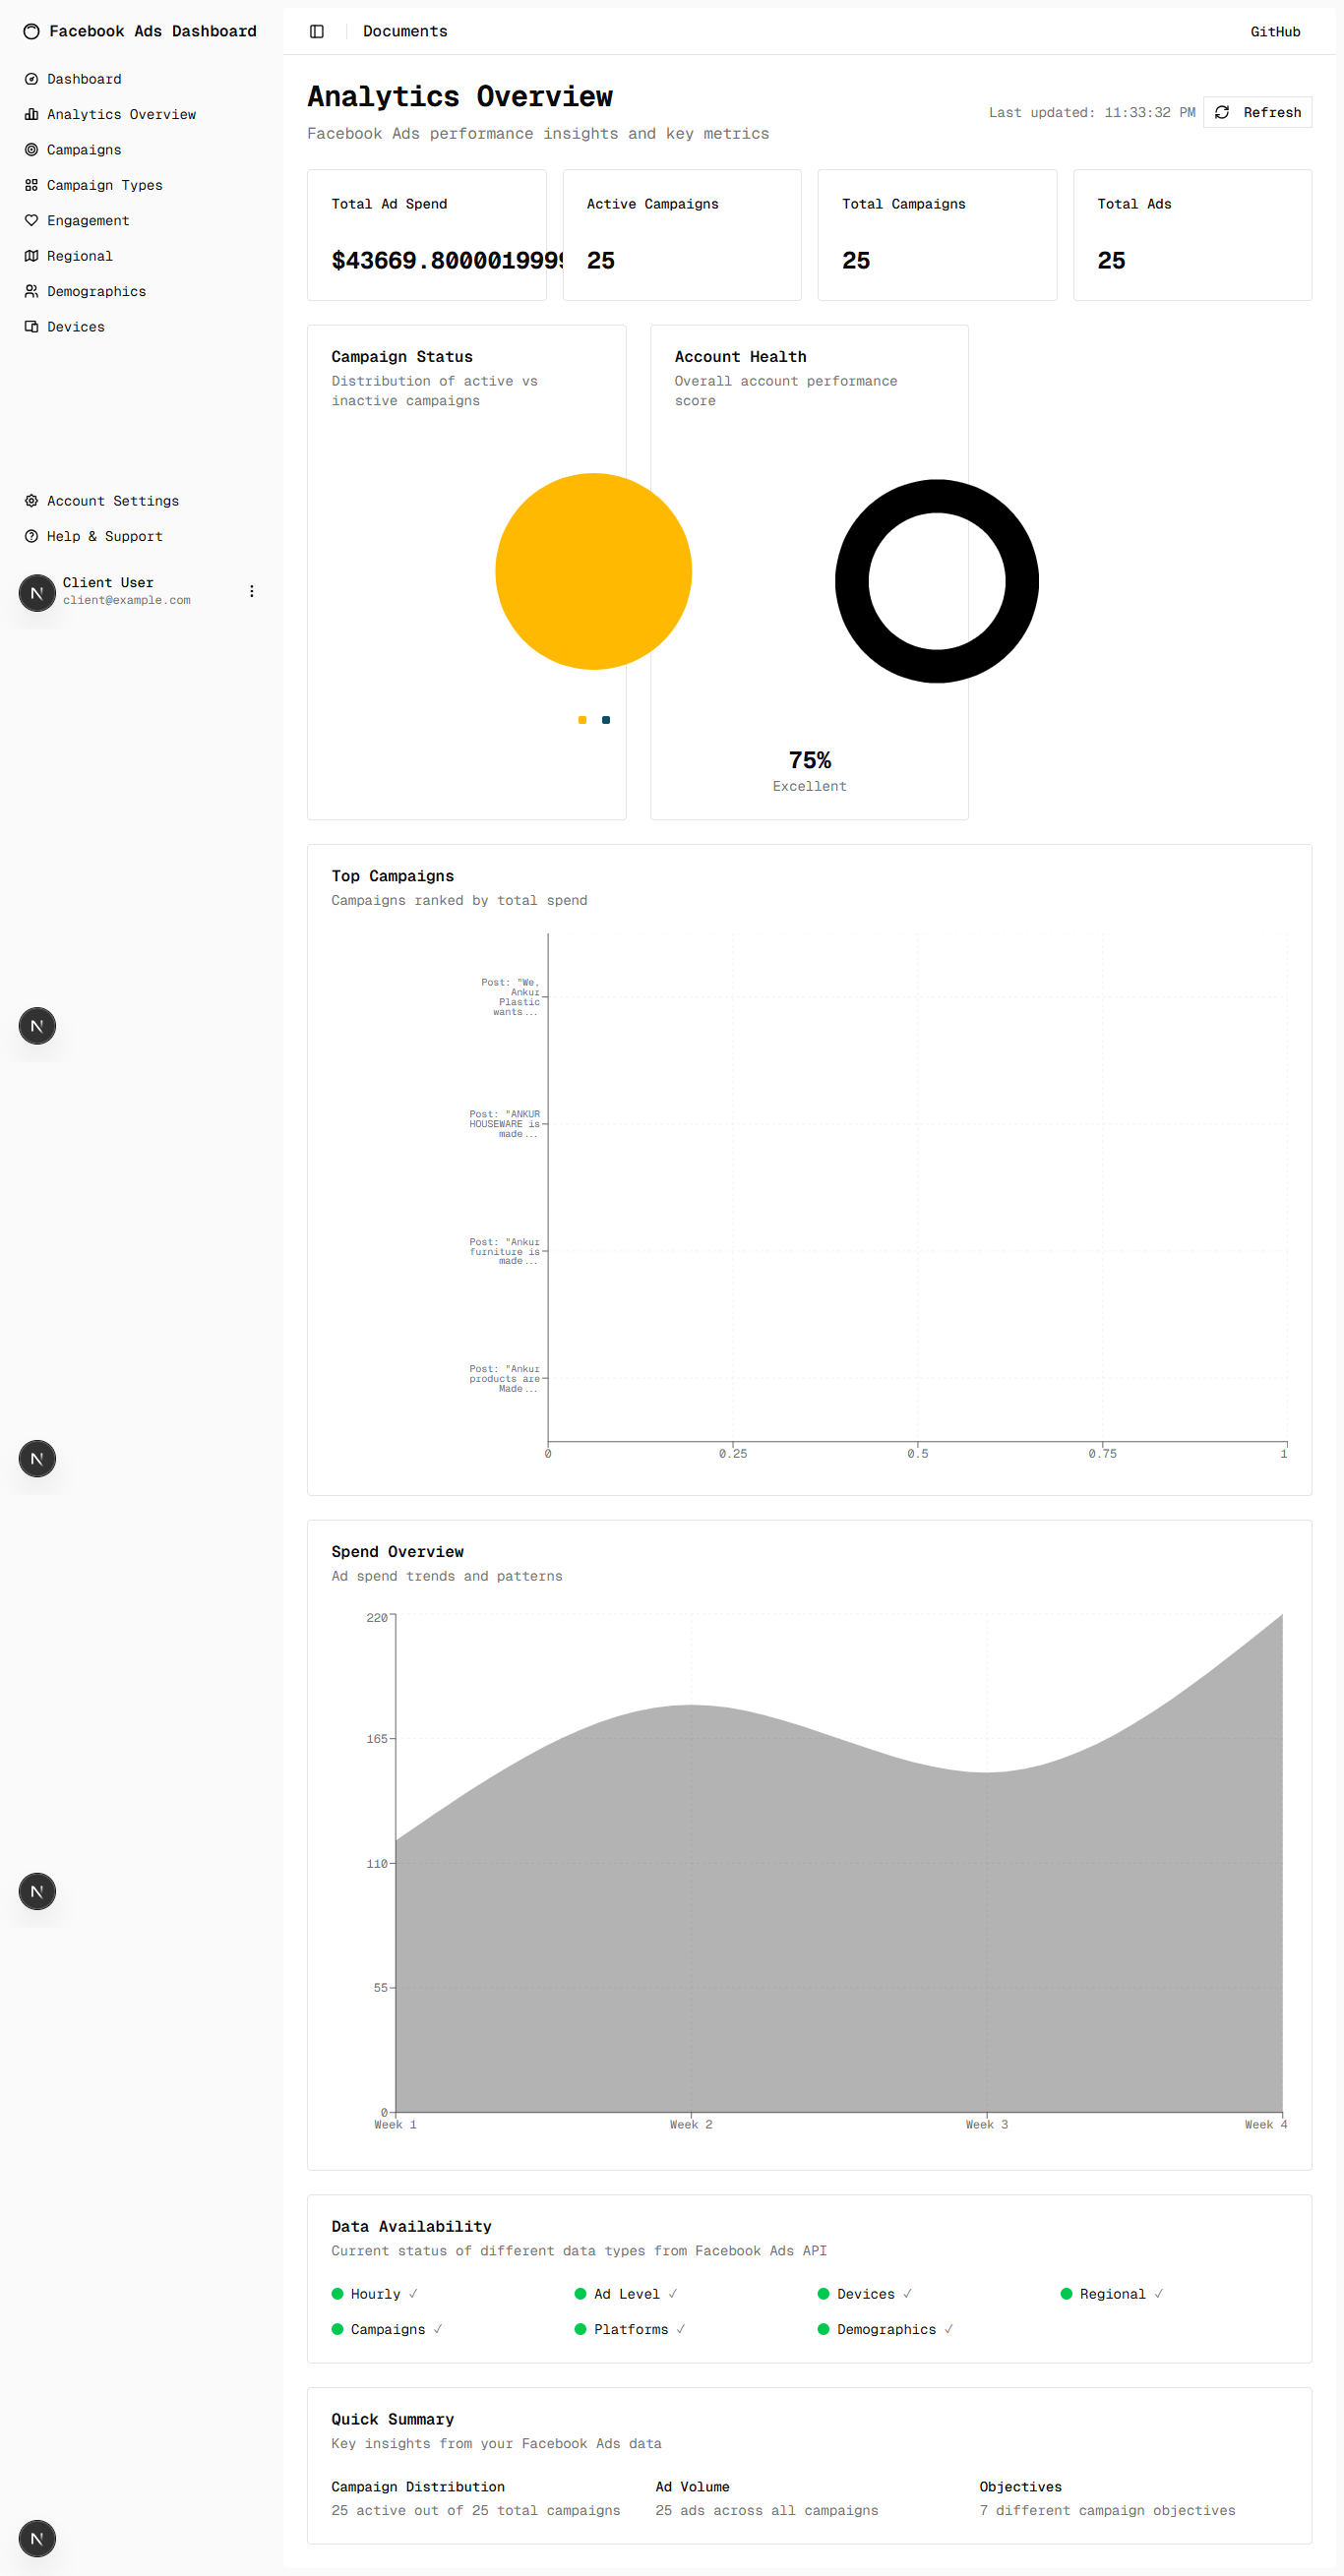 Facebook Ads Dashboard
Dashboard
Analytics Overview
Campaigns
Campaign Types
Engagement
Regional
Demographics
Devices
Account Settings
Help & Support
Client User
client@example.com
N
N
N
N
N
Documents
GitHub
Analytics Overview
Facebook Ads performance insights and key metrics
Last updated: 11:33:32 PM
Refresh
Total Ad Spend
$43669.8000019999
Active Campaigns
25
Total Campaigns
25
Total Ads
25
Campaign Status
Distribution of active vs
inactive campaigns
Account Health
Overall account performance
score
75%
Excellent
Top Campaigns
Campaigns ranked by total spend
Post: "We,
Ankur
Plastic
wants...
Post: "ANKUR
HOUSEWARE is
made...
Post: "Ankur
furniture is
made...
Post: "Ankur
products are
Made...
0
0.25
0.5
0.75
1
Spend Overview
Ad spend trends and patterns
220
165
110
55
0
Week 1
Week 2
Week 3
Week 4
Data Availability
Current status of different data types from Facebook Ads API
Hourly ✓
Ad Level ✓
Devices ✓
Regional ✓
Campaigns ✓
Platforms ✓
Demographics ✓
Quick Summary
Key insights from your Facebook Ads data
Campaign Distribution
25 active out of 25 total campaigns
Ad Volume
25 ads across all campaigns
Objectives
7 different campaign objectives